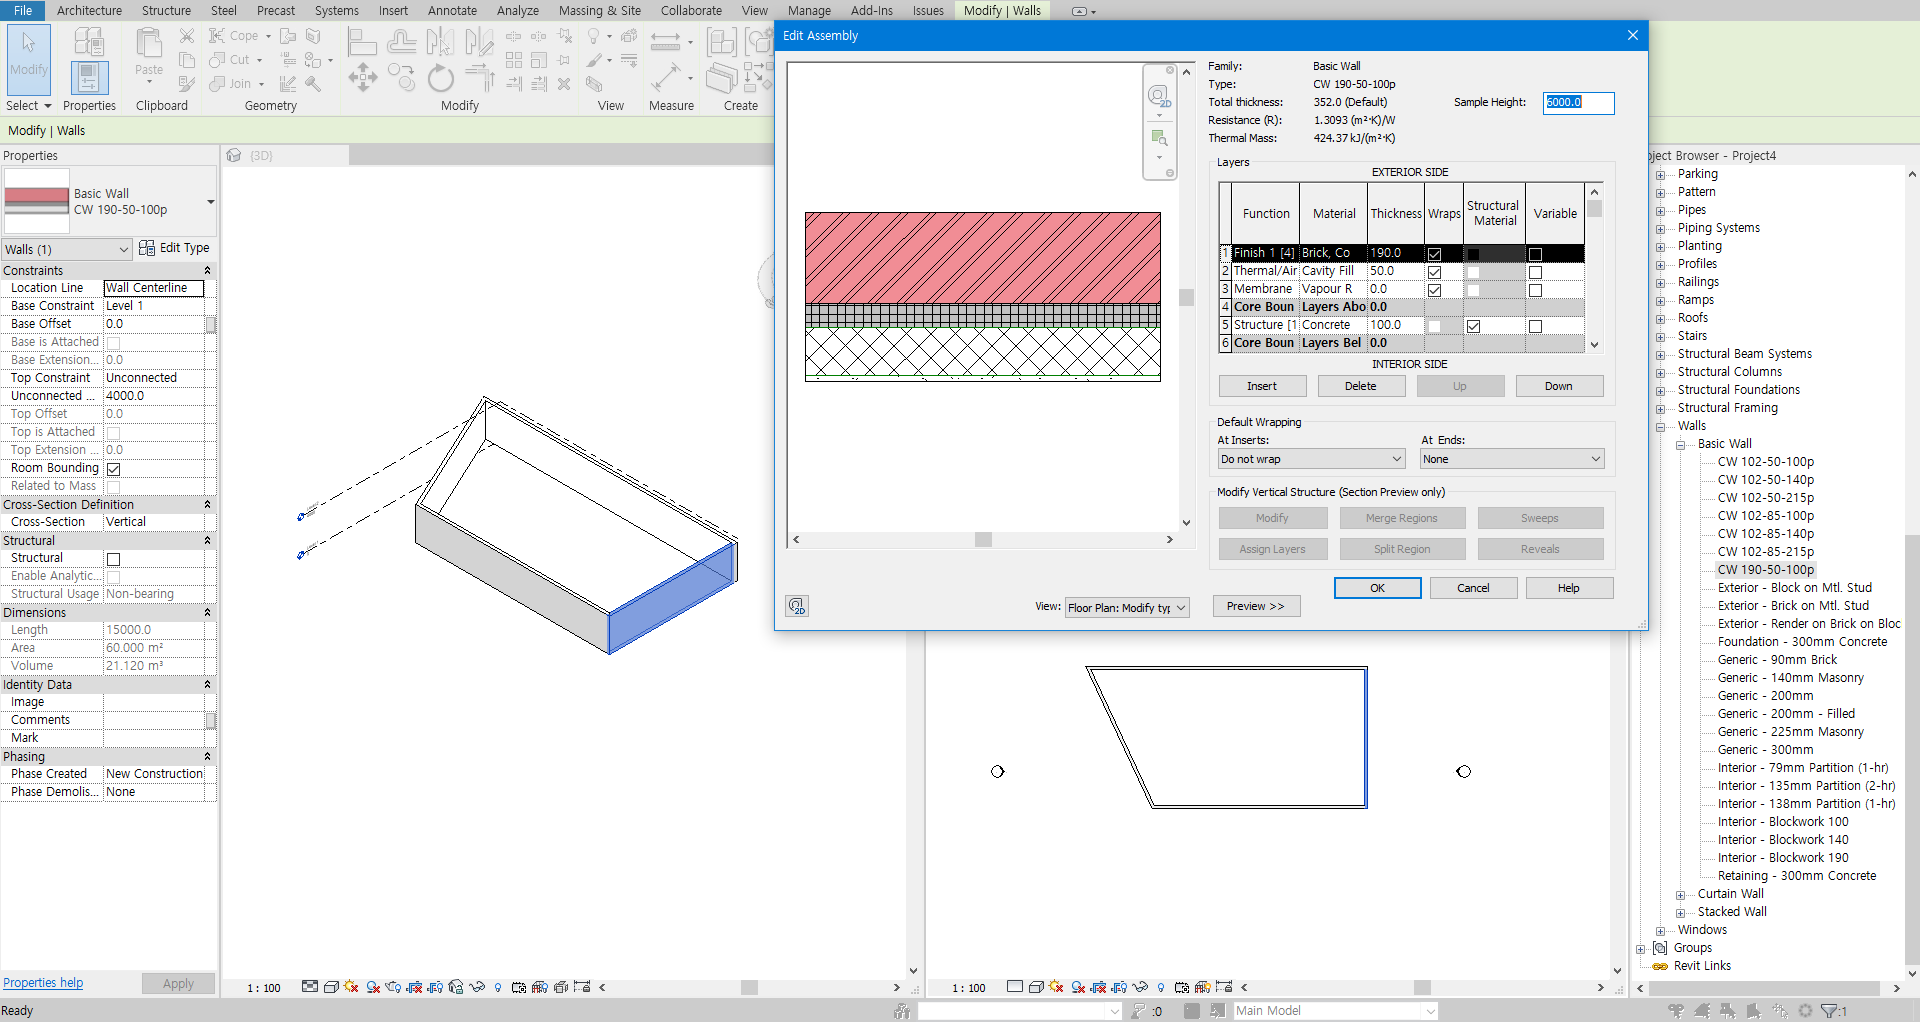 File Architecture Structure Steel Precast Systems Insert Annotate Analyze Massing & Site Collaborate View Manage Add-Ins Issues Modify | Walls
Modify
Paste
Cope
Cut
Join
Select Properties Clipboard Geometry Modify View Measure Create
Modify | Walls
Properties
Basic Wall
CW 190-50-100p
Walls (1)
Edit Type
Constraints
Location Line Wall Centerline
Base Constraint Level 1
Base Offset 0.0
Base is Attached
Base Extension... 0.0
Top Constraint Unconnected
Unconnected ... 4000.0
Top Offset 0.0
Top is Attached
Top Extension ... 0.0
Room Bounding
Related to Mass
Cross-Section Definition
Cross-Section Vertical
Structural
Structural
Enable Analytic...
Structural Usage Non-bearing
Dimensions
Length 15000.0
Area 60.000 m²
Volume 21.120 m³
Identity Data
Image
Comments
Mark
Phasing
Phase Created New Construction
Phase Demolis... None
Properties help
Apply
Ready
{3D}
1 : 100
1 : 100
:0
Main Model
:1
Edit Assembly
Family: Basic Wall
Type: CW 190-50-100p
Total thickness: 352.0 (Default)
Sample Height: 6000.0
Resistance (R): 1.3093 (m²·K)/W
Thermal Mass: 424.37 kJ/(m²·K)
2D
Layers
EXTERIOR SIDE
Function Material Thickness Wraps Structural Material Variable
1 Finish 1 [4] Brick, Co 190.0
2 Thermal/Air Cavity Fill 50.0
3 Membrane Vapour R 0.0
4 Core Boun Layers Abo 0.0
5 Structure [1 Concrete 100.0
6 Core Boun Layers Bel 0.0
INTERIOR SIDE
Insert Delete Up Down
Default Wrapping
At Inserts: At Ends:
Do not wrap None
Modify Vertical Structure (Section Preview only)
Modify Merge Regions Sweeps
Assign Layers Split Region Reveals
OK Cancel Help
2D
View: Floor Plan: Modify typ
Preview >>
ject Browser - Project4
Parking
Pattern
Pipes
Piping Systems
Planting
Profiles
Railings
Ramps
Roofs
Stairs
Structural Beam Systems
Structural Columns
Structural Foundations
Structural Framing
Walls
Basic Wall
CW 102-50-100p
CW 102-50-140p
CW 102-50-215p
CW 102-85-100p
CW 102-85-140p
CW 102-85-215p
CW 190-50-100p
Exterior - Block on Mtl. Stud
Exterior - Brick on Mtl. Stud
Exterior - Render on Brick on Bloc
Foundation - 300mm Concrete
Generic - 90mm Brick
Generic - 140mm Masonry
Generic - 200mm
Generic - 200mm - Filled
Generic - 225mm Masonry
Generic - 300mm
Interior - 79mm Partition (1-hr)
Interior - 135mm Partition (2-hr)
Interior - 138mm Partition (1-hr)
Interior - Blockwork 100
Interior - Blockwork 140
Interior - Blockwork 190
Retaining - 300mm Concrete
Curtain Wall
Stacked Wall
Windows
Groups
Revit Links